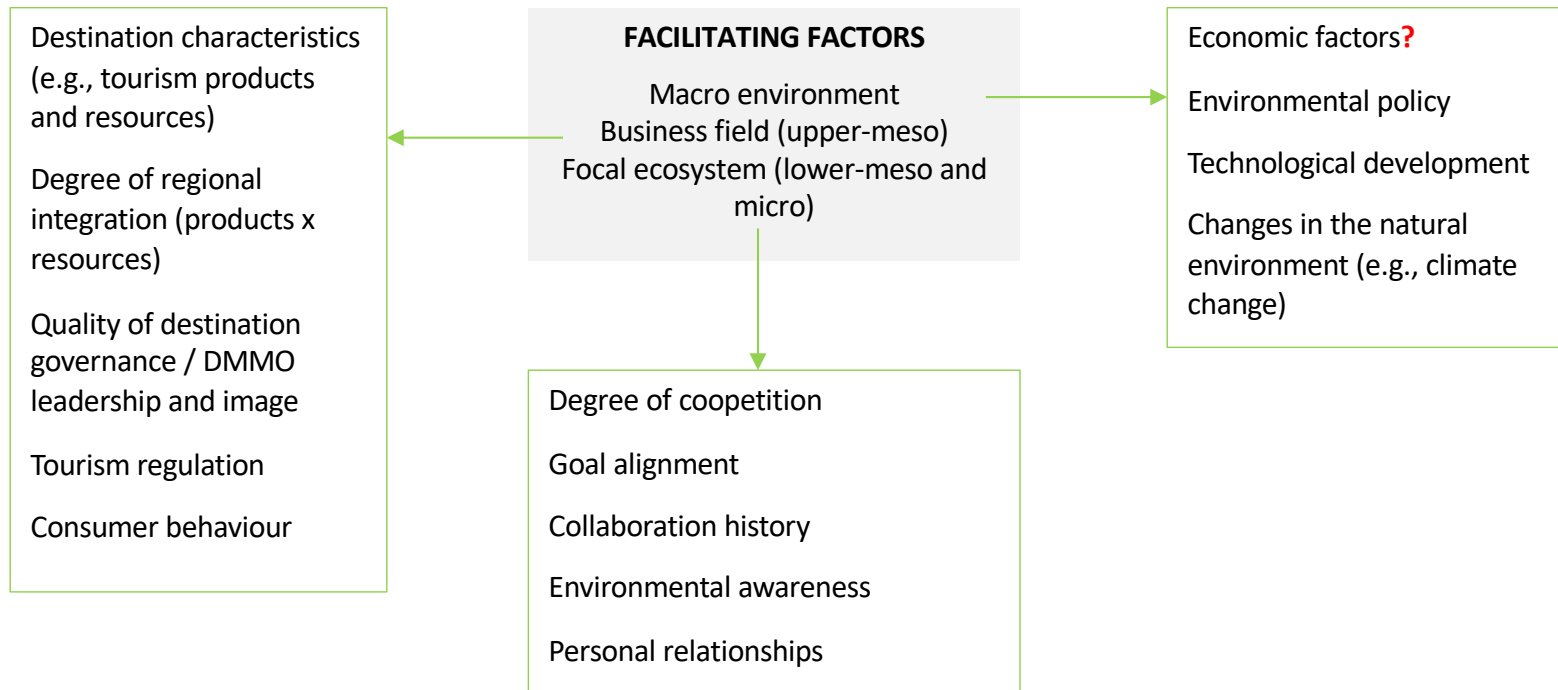 Destination characteristics
(e.g., tourism products
and resources)
Degree of regional
integration (products x
resources)
Quality of destination
governance / DMMO
leadership and image
Tourism regulation
Consumer behaviour
FACILITATING FACTORS
Macro environment
Business field (upper-meso)
Focal ecosystem (lower-meso and
micro)
Economic factors?
Environmental policy
Technological development
Changes in the natural
environment (e.g., climate
change)
Degree of coopetition
Goal alignment
Collaboration history
Environmental awareness
Personal relationships